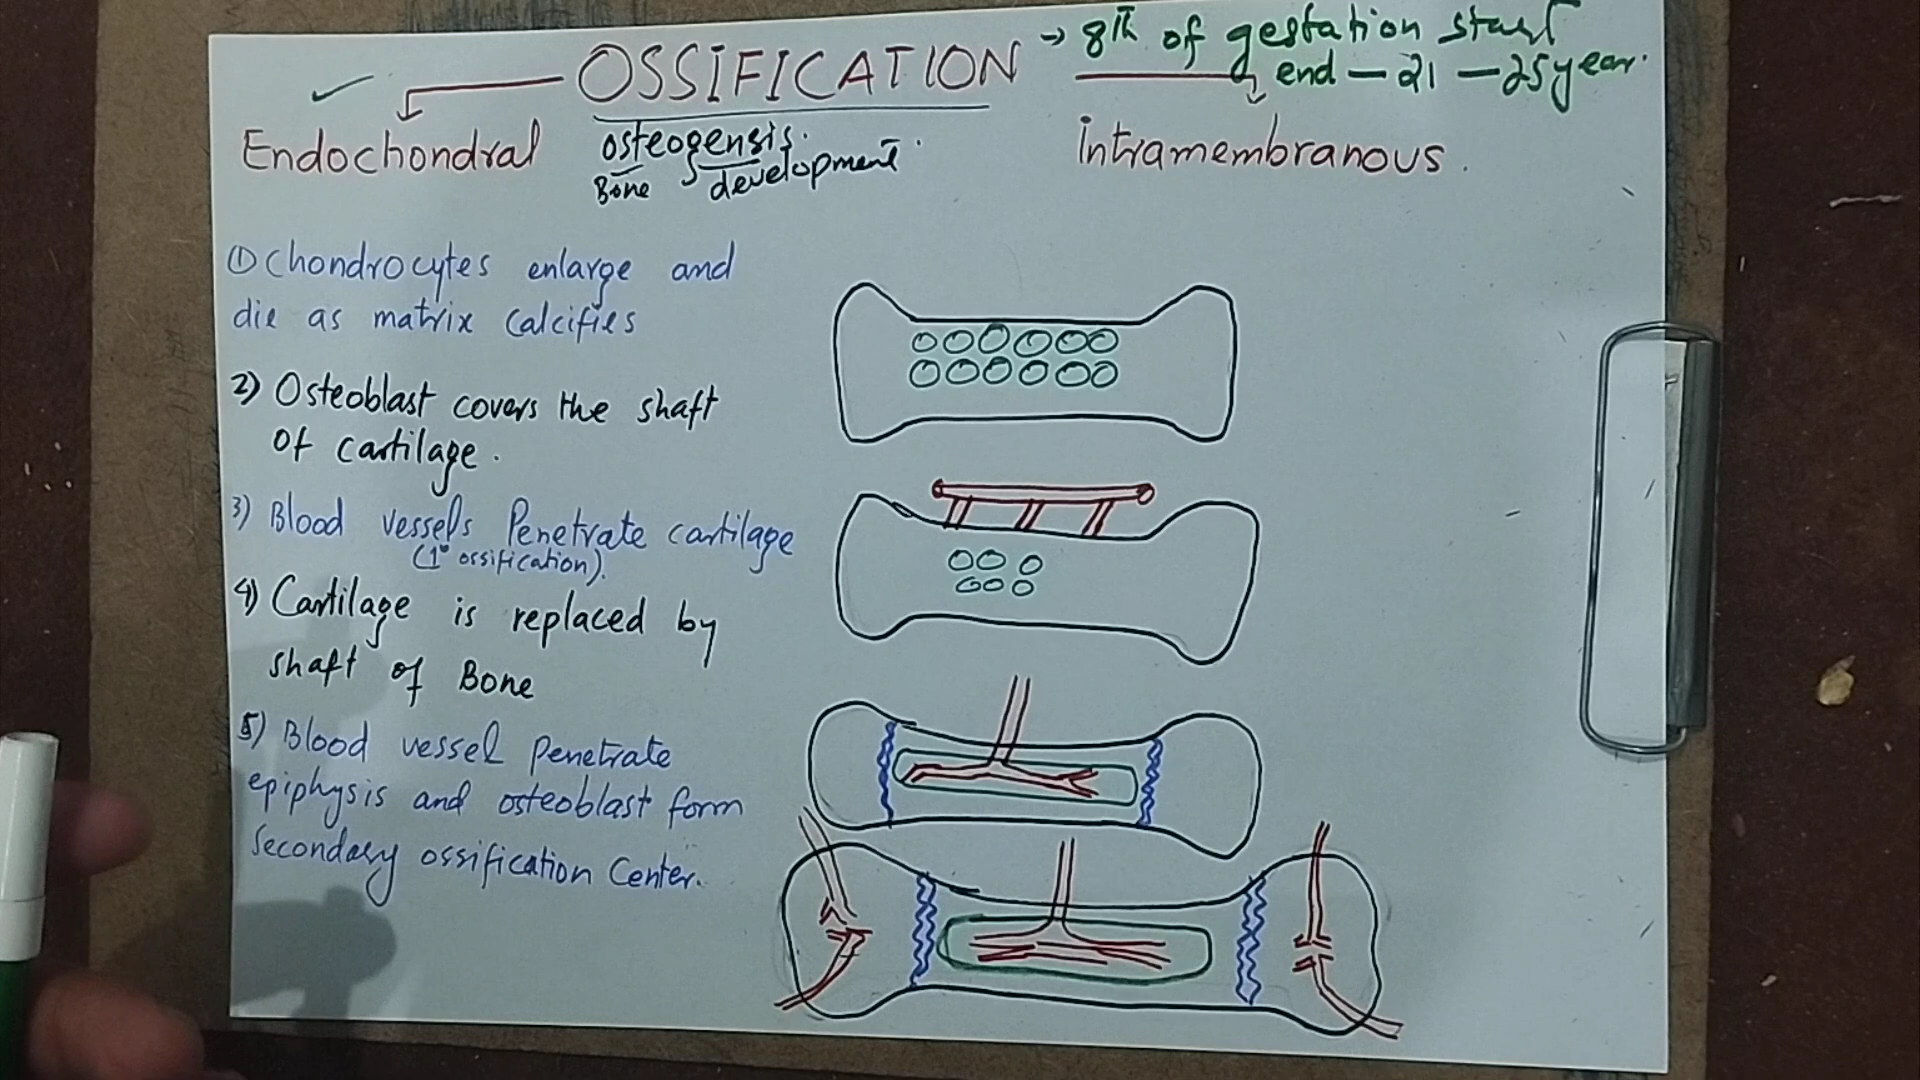 OSSIFICATION → 8th of gestation start
end — 21 — 25 year.
Endochondral
osteogensis.
Bone development.
intramembranous.
① Chondrocytes enlarge and
die as matrix calcifies
2) Osteoblast covers the shaft
of cartilage.
3) Blood vessels Penetrate cartilage
(1° ossification).
4) Cartilage is replaced by
shaft of Bone
5) Blood vessel penetrate
epiphysis and osteoblast form
secondary ossification Center.